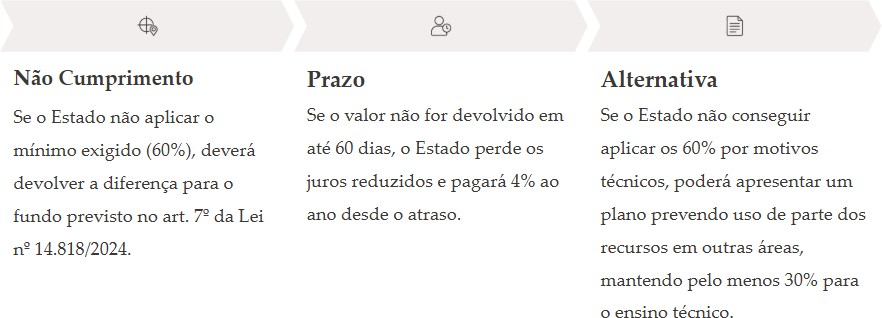 Não Cumprimento
Se o Estado não aplicar o
mínimo exigido (60%), deverá
devolver a diferença para o
fundo previsto no art. 7º da Lei
nº 14.818/2024.
Prazo
Se o valor não for devolvido em
até 60 dias, o Estado perde os
juros reduzidos e pagará 4% ao
ano desde o atraso.
Alternativa
Se o Estado não conseguir
aplicar os 60% por motivos
técnicos, poderá apresentar um
plano prevendo uso de parte dos
recursos em outras áreas,
mantendo pelo menos 30% para
o ensino técnico.